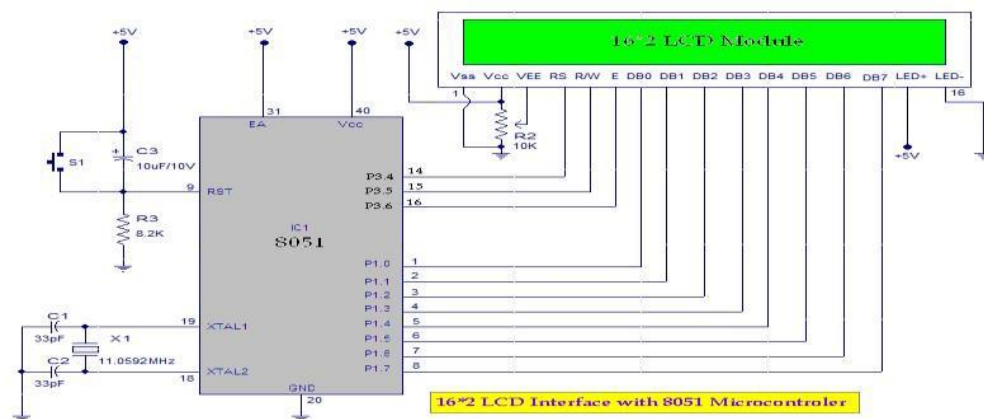 +5V +5V +5V +5V
16*2 LCD Module
Vss Vcc VEE RS R/W E DB0 DB1 DB2 DB3 DB4 DB5 DB6 DB7 LED+ LED-
1 16
31 40
EA Vcc
R2
10K
+5V
S1
+ C3
10uF/10V
9 RST
P3.4 14
P3.5 15
P3.6 16
R3
8.2K
IC1
8051
P1.0 1
P1.1 2
P1.2 3
P1.3 4
P1.4 5
P1.5 6
P1.6 7
P1.7 8
C1
33pF
19 XTAL1
X1
11.0592MHz
C2
33pF
18 XTAL2
GND
20
16*2 LCD Interface with 8051 Microcontroler